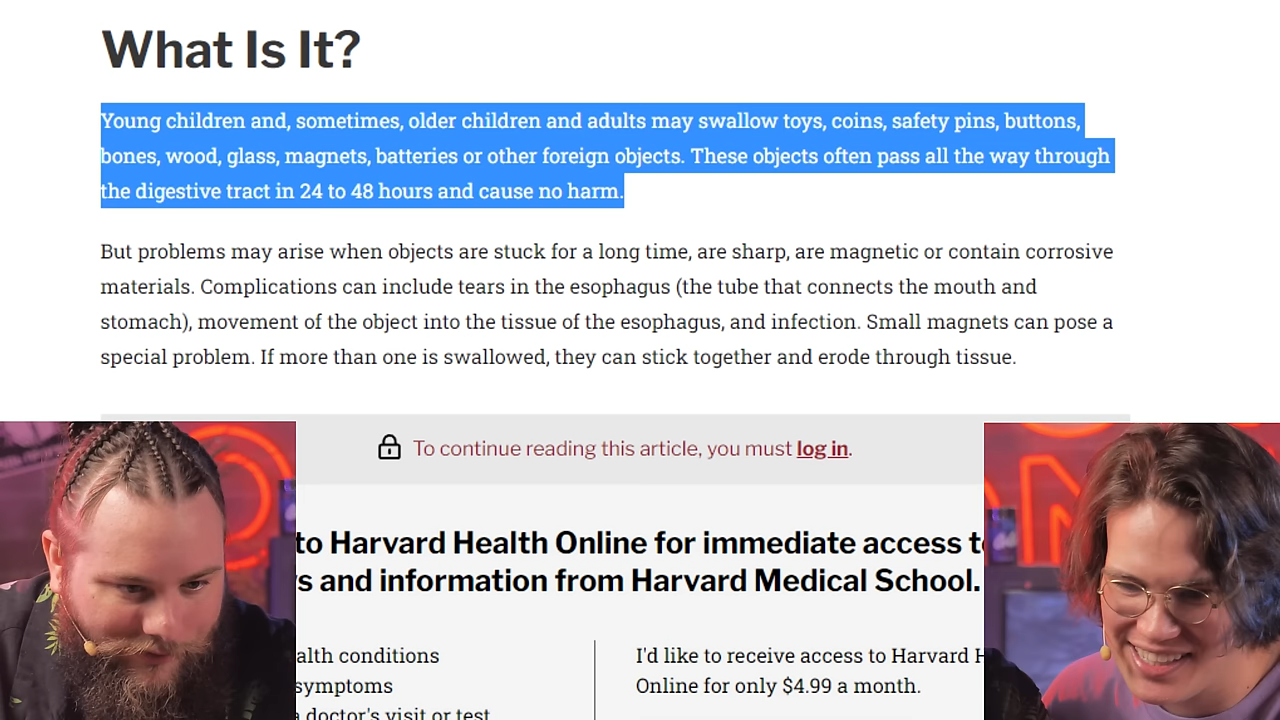 What Is It?
Young children and, sometimes, older children and adults may swallow toys, coins, safety pins, buttons,
bones, wood, glass, magnets, batteries or other foreign objects. These objects often pass all the way through
the digestive tract in 24 to 48 hours and cause no harm.
But problems may arise when objects are stuck for a long time, are sharp, are magnetic or contain corrosive
materials. Complications can include tears in the esophagus (the tube that connects the mouth and
stomach), movement of the object into the tissue of the esophagus, and infection. Small magnets can pose a
special problem. If more than one is swallowed, they can stick together and erode through tissue.
To continue reading this article, you must log in.
to Harvard Health Online for immediate access
and information from Harvard Medical School.
conditions
symptoms
a doctor's visit or test
I'd like to receive access to Harvard
Online for only $4.99 a month.